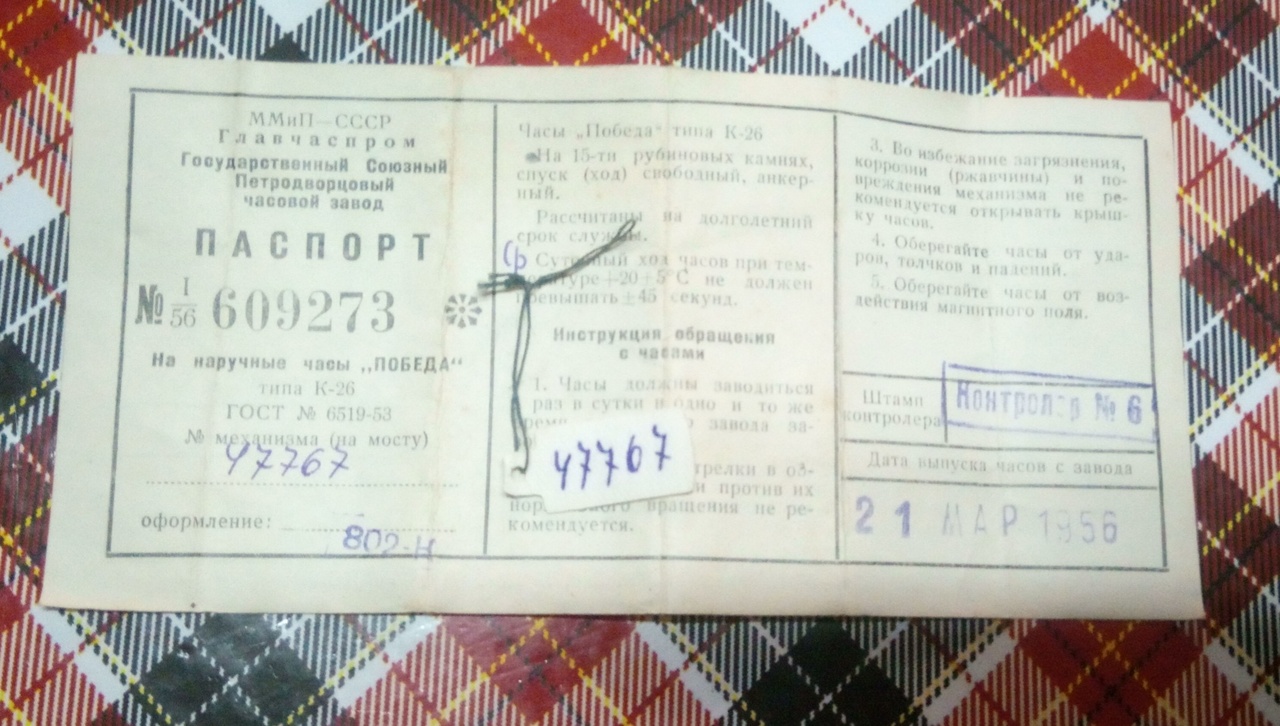 ММиП—СССР
Главчаспром
Государственный Союзный
Петродворцовый
часовой завод
ПАСПОРТ
№ I/56 609273
На наручные часы „ПОБЕДА“
типа К-26
ГОСТ № 6519-53
№ механизма (на мосту)
47767
оформление:
802-Н
Часы „Победа“ типа К-26
На 15-ти рубиновых камнях,
спуск (ход) свободный, анкер-
ный.
Рассчитаны на долголетний
срок службы.
Ф
Суточный ход часов при тем-
пературе +20±5°С не должен
превышать ±45 секунд.
Инструкция обращения
с часами
1. Часы должны заводиться
раз в сутки в одно и то же
завода за-
47767
стрелки в об-
и против их
вращения не ре-
комендуется.
3. Во избежание загрязнения,
коррозии (ржавчины) и по-
вреждения механизма не ре-
комендуется открывать крыш-
ку часов.
4. Оберегайте часы от уда-
ров, толчков и падений.
5. Оберегайте часы от воз-
действия магнитного поля.
Штамп
контролера
Контролер № 6
Дата выпуска часов с завода
21 МАР 1956